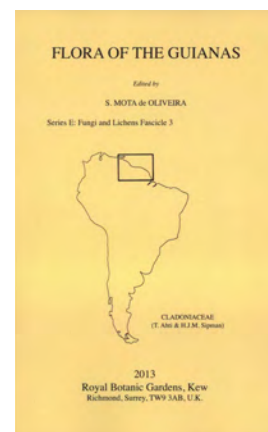 FLORA OF THE GUIANAS
Edited by
S. MOTA de OLIVEIRA
Series E: Fungi and Lichens Fascicle 3
CLADONIACEAE
(T. Ahti & H.J.M. Sipman)
2013
Royal Botanic Gardens, Kew
Richmond, Surrey, TW9 3AB, U.K.